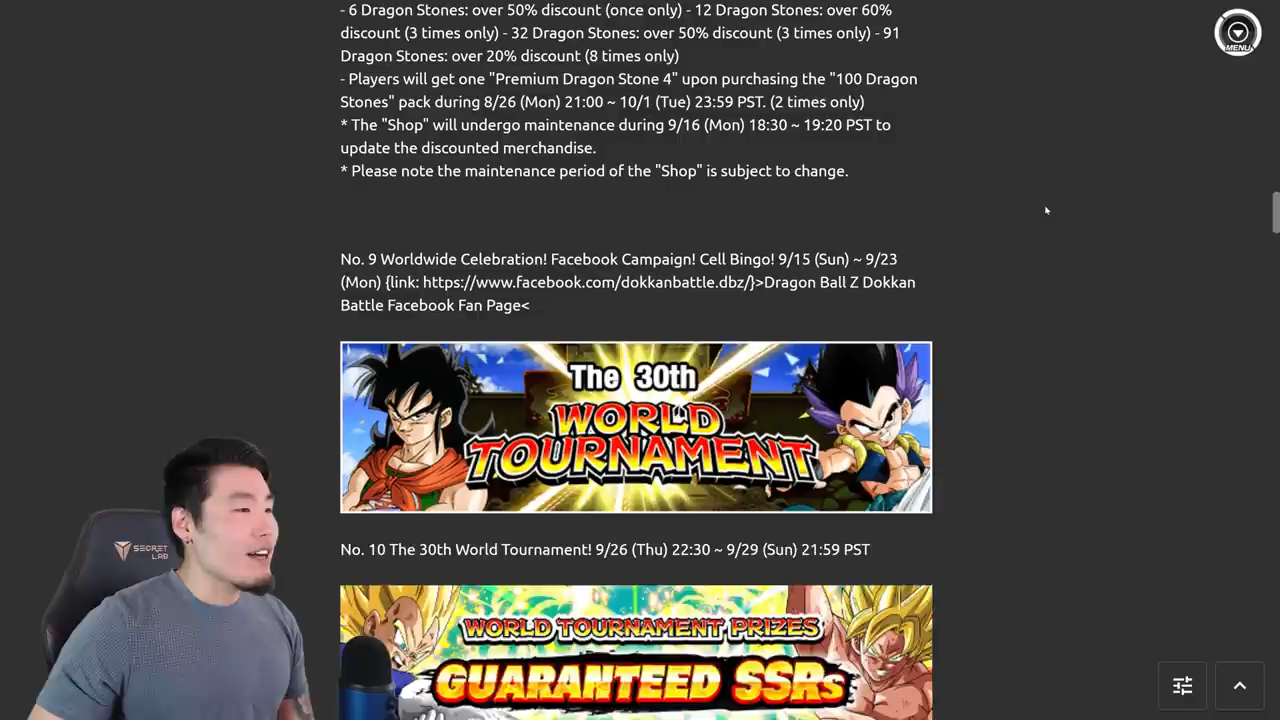 - 6 Dragon Stones: over 50% discount (once only) - 12 Dragon Stones: over 60%
discount (3 times only) - 32 Dragon Stones: over 50% discount (3 times only) - 91
Dragon Stones: over 20% discount (8 times only)
- Players will get one "Premium Dragon Stone 4" upon purchasing the "100 Dragon
Stones" pack during 8/26 (Mon) 21:00 ~ 10/1 (Tue) 23:59 PST. (2 times only)
* The "Shop" will undergo maintenance during 9/16 (Mon) 18:30 ~ 19:20 PST to
update the discounted merchandise.
* Please note the maintenance period of the "Shop" is subject to change.
MENU
No. 9 Worldwide Celebration! Facebook Campaign! Cell Bingo! 9/15 (Sun) ~ 9/23
(Mon) {link: https://www.facebook.com/dokkanbattle.dbz/}>Dragon Ball Z Dokkan
Battle Facebook Fan Page<
The 30th
WORLD
TOURNAMENT
No. 10 The 30th World Tournament! 9/26 (Thu) 22:30 ~ 9/29 (Sun) 21:59 PST
WORLD TOURNAMENT PRIZES
GUARANTEED SSRs
SECRET
LAB